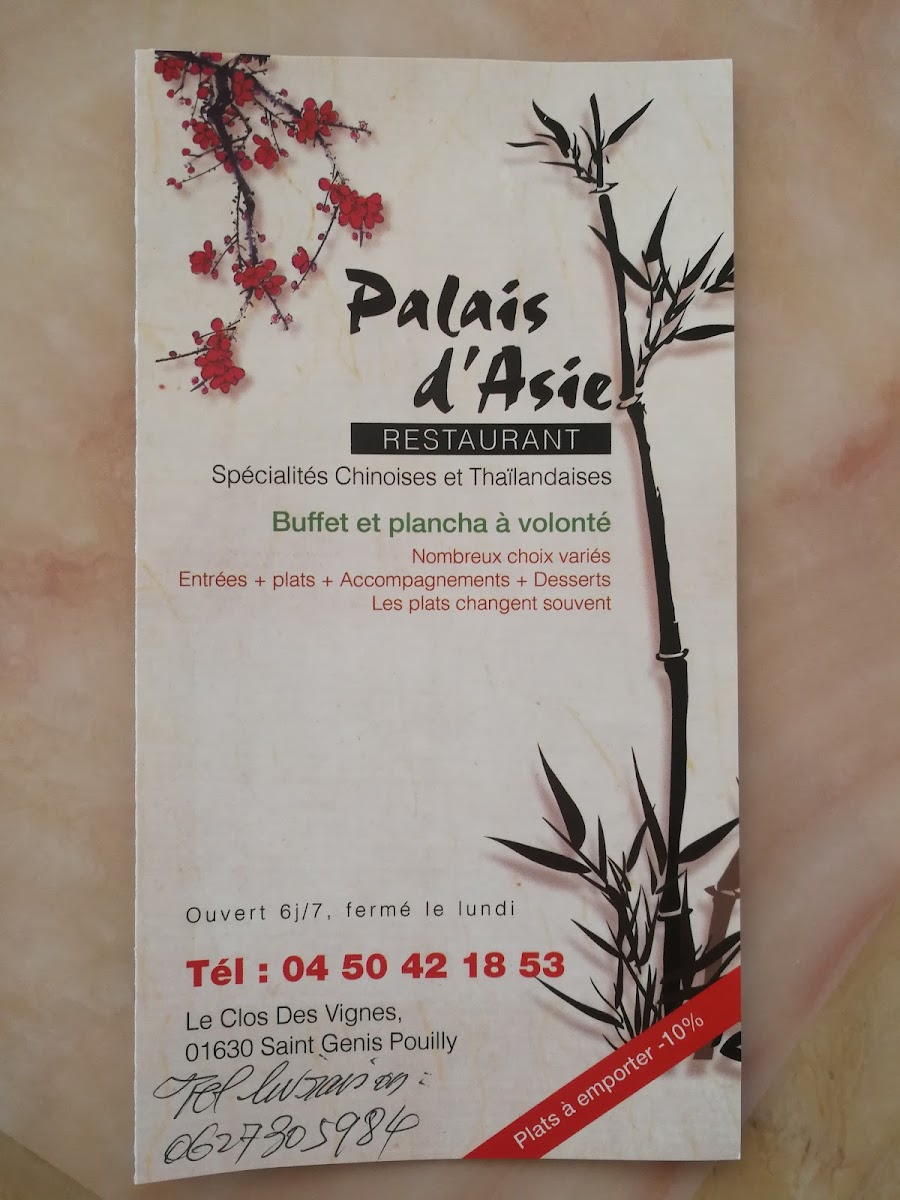 Palais
d'Asie
RESTAURANT
Spécialités Chinoises et Thaïlandaises
Buffet et plancha à volonté
Nombreux choix variés
Entrées + plats + Accompagnements + Desserts
Les plats changent souvent
Ouvert 6j/7, fermé le lundi
Tél : 04 50 42 18 53
Le Clos Des Vignes,
01630 Saint Genis Pouilly
Plats à emporter -10%
Tel livraison :
0627305984